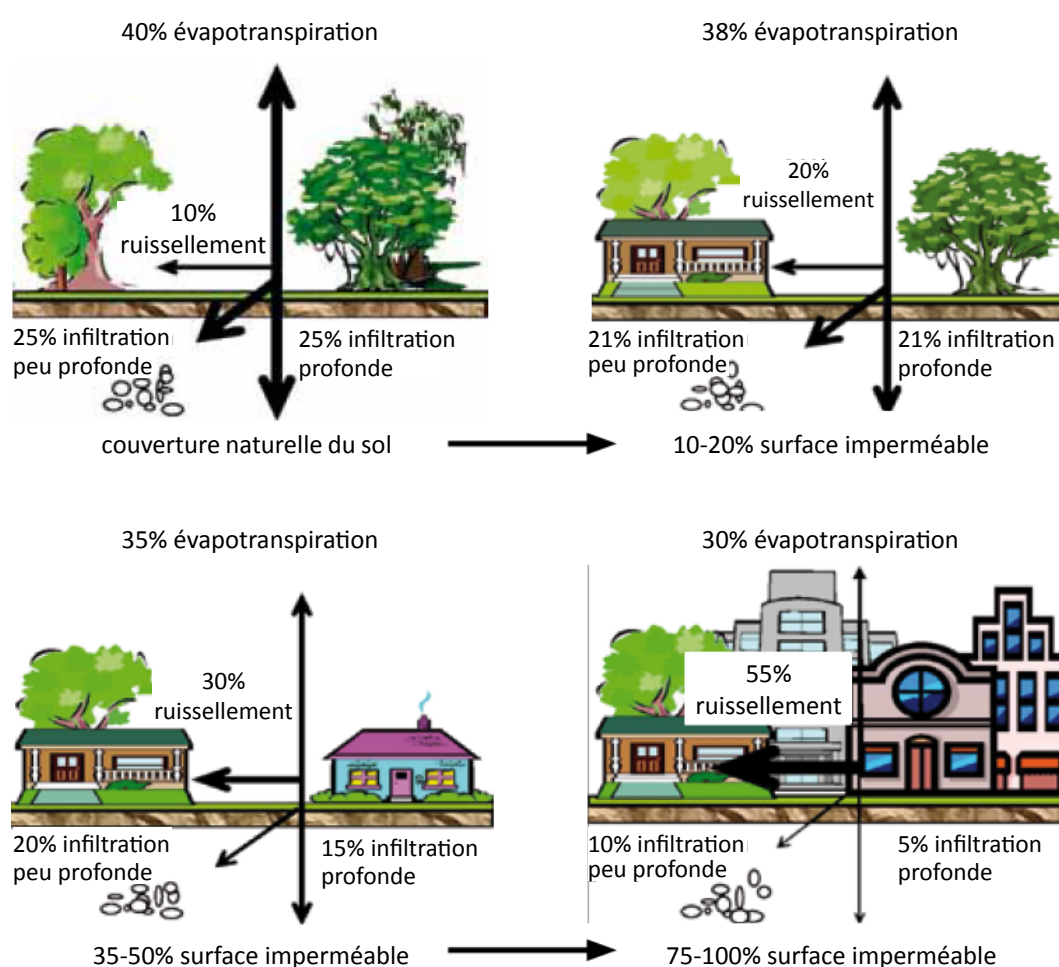 40% évapotranspiration
10%
ruissellement
25% infiltration
peu profonde
25% infiltration
profonde
couverture naturelle du sol
38% évapotranspiration
20%
ruissellement
21% infiltration
peu profonde
21% infiltration
profonde
10-20% surface imperméable
35% évapotranspiration
30%
ruissellement
20% infiltration
peu profonde
15% infiltration
profonde
35-50% surface imperméable
30% évapotranspiration
55%
ruissellement
10% infiltration
peu profonde
5% infiltration
profonde
75-100% surface imperméable